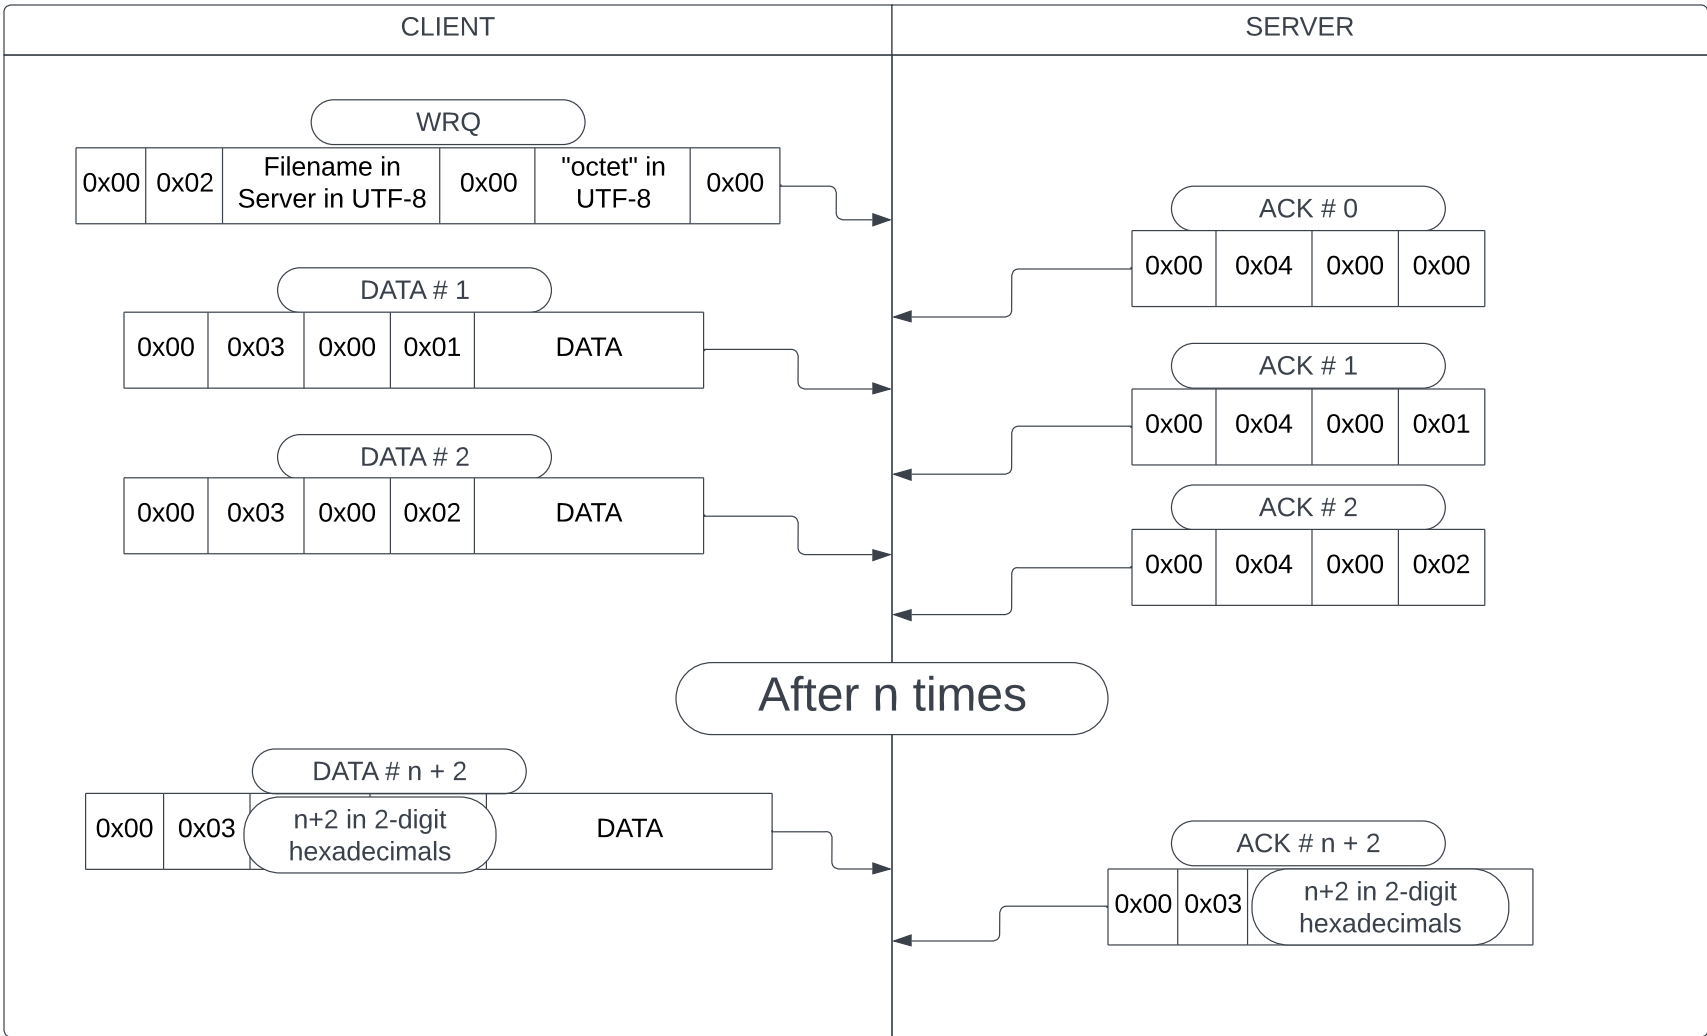 CLIENT
SERVER
WRQ
0x00 0x02 Filename in
Server in UTF-8 0x00 "octet" in
UTF-8 0x00
ACK # 0
0x00 0x04 0x00 0x00
DATA # 1
0x00 0x03 0x00 0x01 DATA
ACK # 1
0x00 0x04 0x00 0x01
DATA # 2
0x00 0x03 0x00 0x02 DATA
ACK # 2
0x00 0x04 0x00 0x02
After n times
DATA # n + 2
0x00 0x03 n+2 in 2-digit
hexadecimals DATA
ACK # n + 2
0x00 0x03 n+2 in 2-digit
hexadecimals